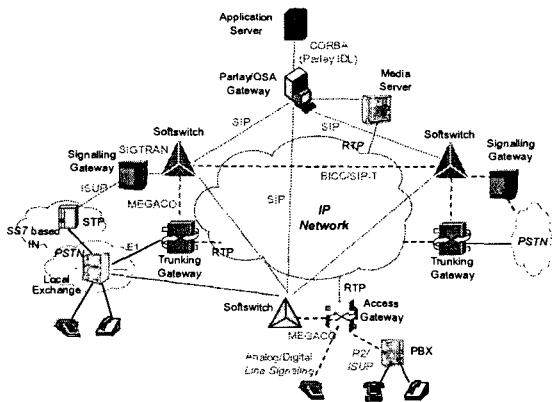 Application
Server
CORBA
(Parlay IDL)
Parlay/OSA
Gateway
Media
Server
SIP
SIP
RTP
Softswitch
Softswitch
Signalling
Gateway
SIGTRAN
Signalling
Gateway
BICC/SIP-T
ISUP
MEGACO
SIP
IP
Network
STP
SS7 based
IN
PSTN
E1
RTP
Trunking
Gateway
Trunking
Gateway
PSTN
Local
Exchange
RTP
Softswitch
Access
Gateway
MEGACO
Analog/Digital
Line Signaling
P2/
ISUP
PBX